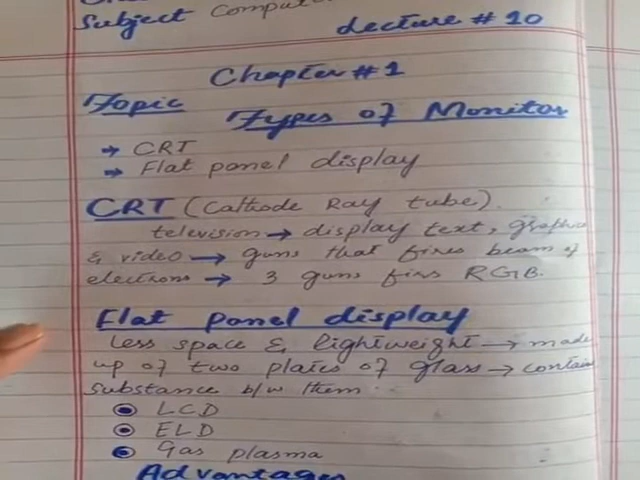 Subject Compute
Lecture # 10
Chapter # 1
Topic
Types of Monitor
→ CRT
→ Flat panel display
CRT (Cathode Ray tube).
television → display text, graphics
& video → guns that fires beam of
electrons → 3 guns fires RGB.
Flat panel display
Less space & lightweight → made
up of two plates of glass → contain
substance b/w them.
LCD
ELD
Gas plasma
Advantages